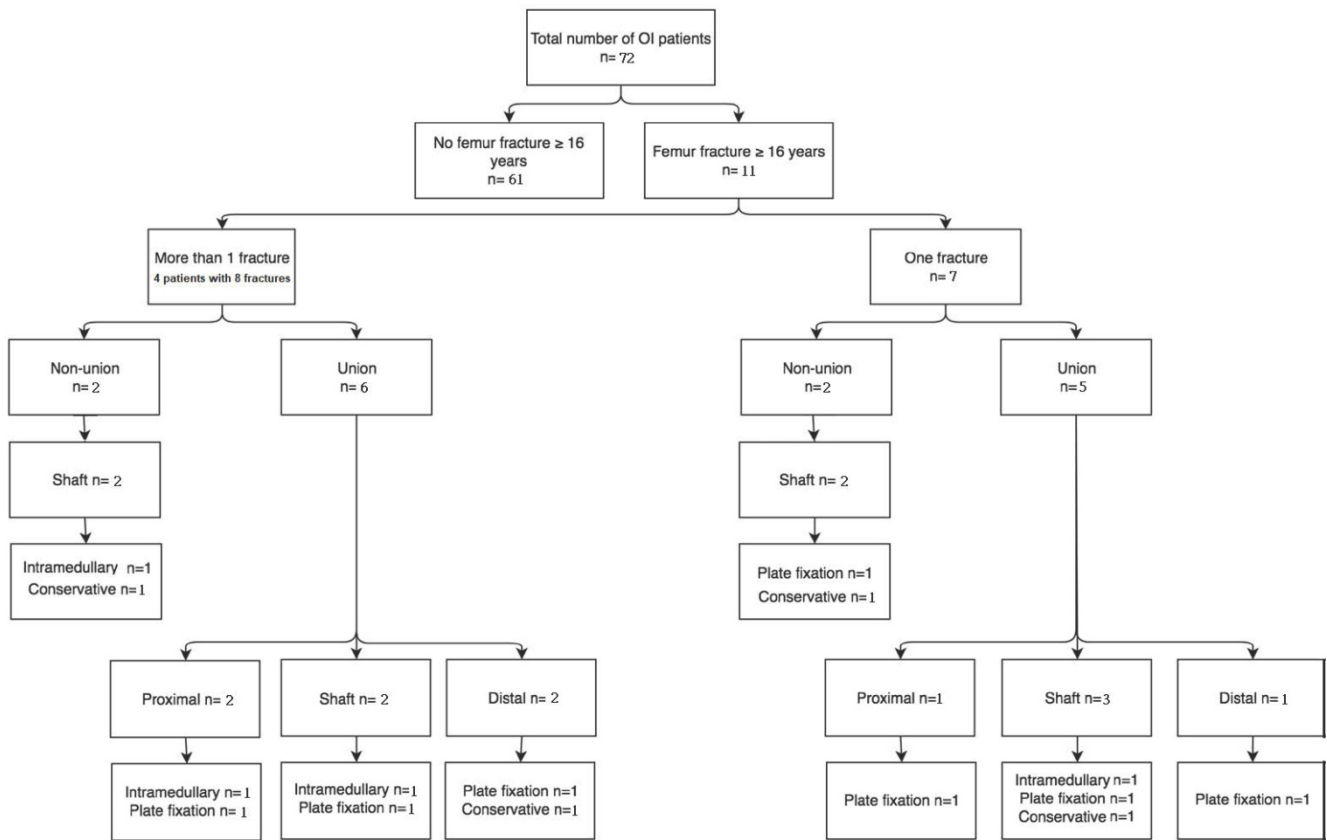 Total number of OI patients
n= 72
No femur fracture ≥ 16
years
n= 61
Femur fracture ≥ 16 years
n= 11
More than 1 fracture
4 patients with 8 fractures
One fracture
n= 7
Non-union
n= 2
Union
n= 6
Non-union
n=2
Union
n= 5
Shaft n= 2
Shaft n= 2
Intramedullary n=1
Conservative n=1
Plate fixation n=1
Conservative n=1
Proximal n= 2
Shaft n= 2
Distal n= 2
Proximal n=1
Shaft n=3
Distal n= 1
Intramedullary n=1
Plate fixation n=1
Intramedullary n=1
Plate fixation n=1
Plate fixation n=1
Conservative n=1
Plate fixation n=1
Intramedullary n=1
Plate fixation n=1
Conservative n=1
Plate fixation n=1